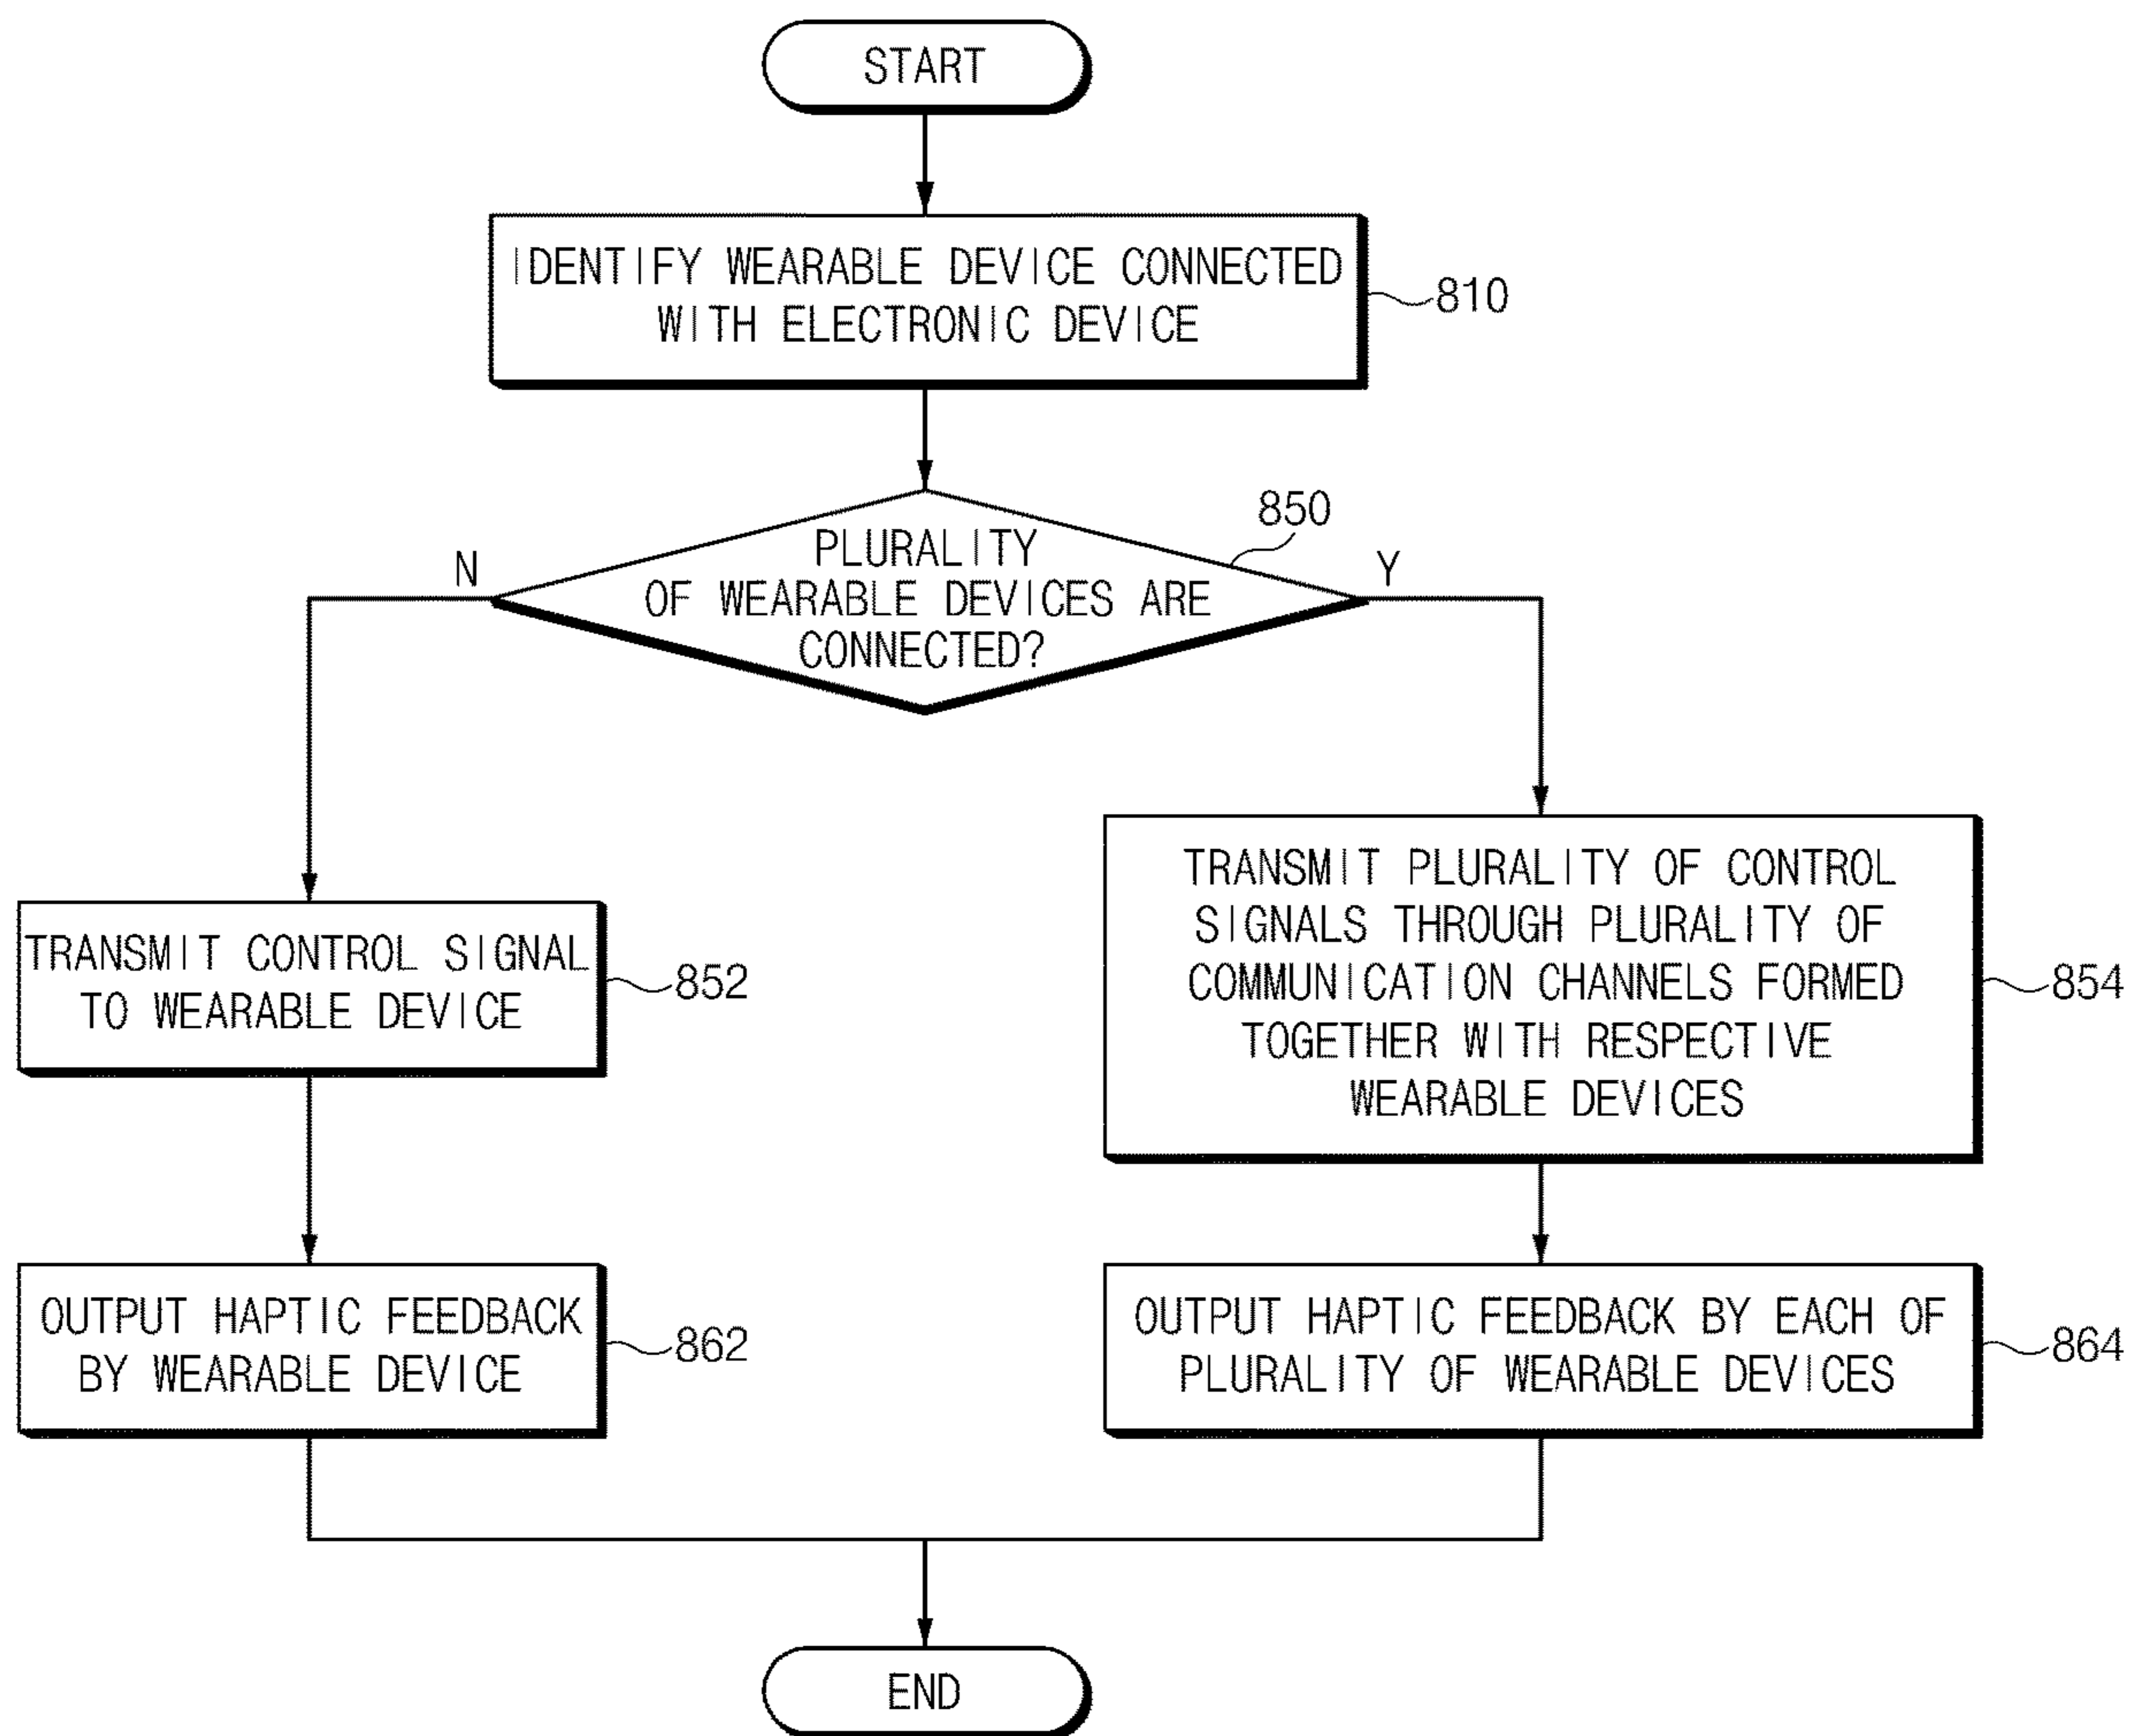 START
IDENTIFY WEARABLE DEVICE CONNECTED
WITH ELECTRONIC DEVICE
810
850
PLURALITY
OF WEARABLE DEVICES ARE
CONNECTED?
N
Y
TRANSMIT CONTROL SIGNAL
TO WEARABLE DEVICE
852
TRANSMIT PLURALITY OF CONTROL
SIGNALS THROUGH PLURALITY OF
COMMUNICATION CHANNELS FORMED
TOGETHER WITH RESPECTIVE
WEARABLE DEVICES
854
OUTPUT HAPTIC FEEDBACK
BY WEARABLE DEVICE
862
OUTPUT HAPTIC FEEDBACK BY EACH OF
PLURALITY OF WEARABLE DEVICES
864
END